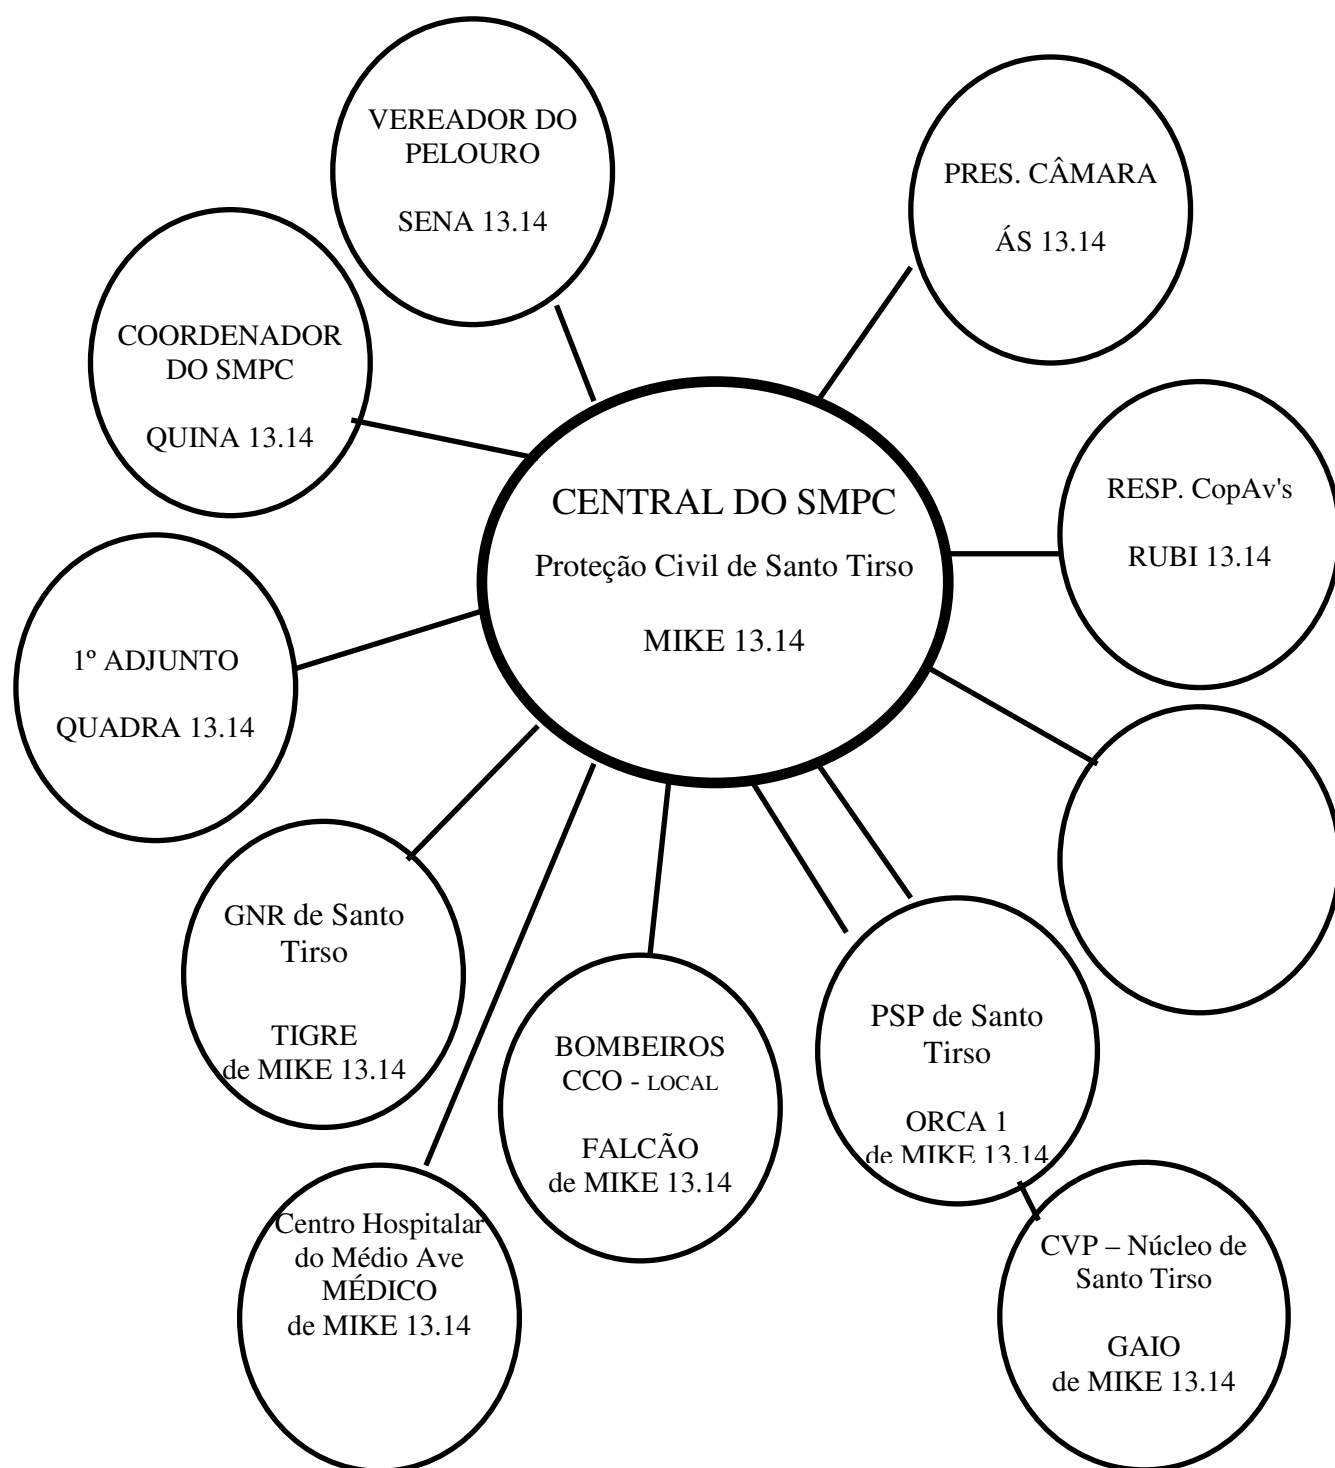 VEREADOR DO
PELOURO
SENA 13.14
PRES. CÂMARA
ÁS 13.14
COORDENADOR
DO SMPC
QUINA 13.14
CENTRAL DO SMPC
Proteção Civil de Santo Tirso
MIKE 13.14
RESP. CopAv's
RUBI 13.14
1º ADJUNTO
QUADRA 13.14
GNR de Santo
Tirso
TIGRE
de MIKE 13.14
BOMBEIROS
CCO - LOCAL
FALCÃO
de MIKE 13.14
PSP de Santo
Tirso
ORCA 1
de MIKE 13.14
Centro Hospitalar
do Médio Ave
MÉDICO
de MIKE 13.14
CVP – Núcleo de
Santo Tirso
GAIO
de MIKE 13.14